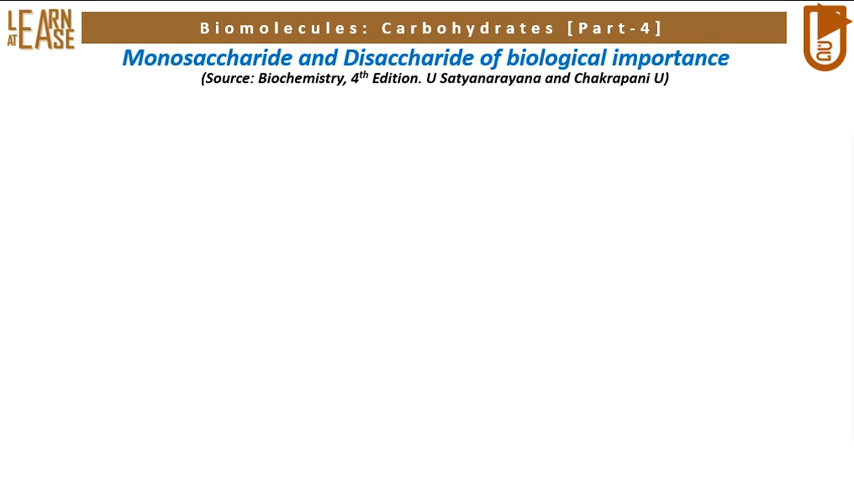 LEARN
AT EASE
Biomolecules: Carbohydrates [Part-4]
Monosaccharide and Disaccharide of biological importance
(Source: Biochemistry, 4th Edition. U Satyanarayana and Chakrapani U)